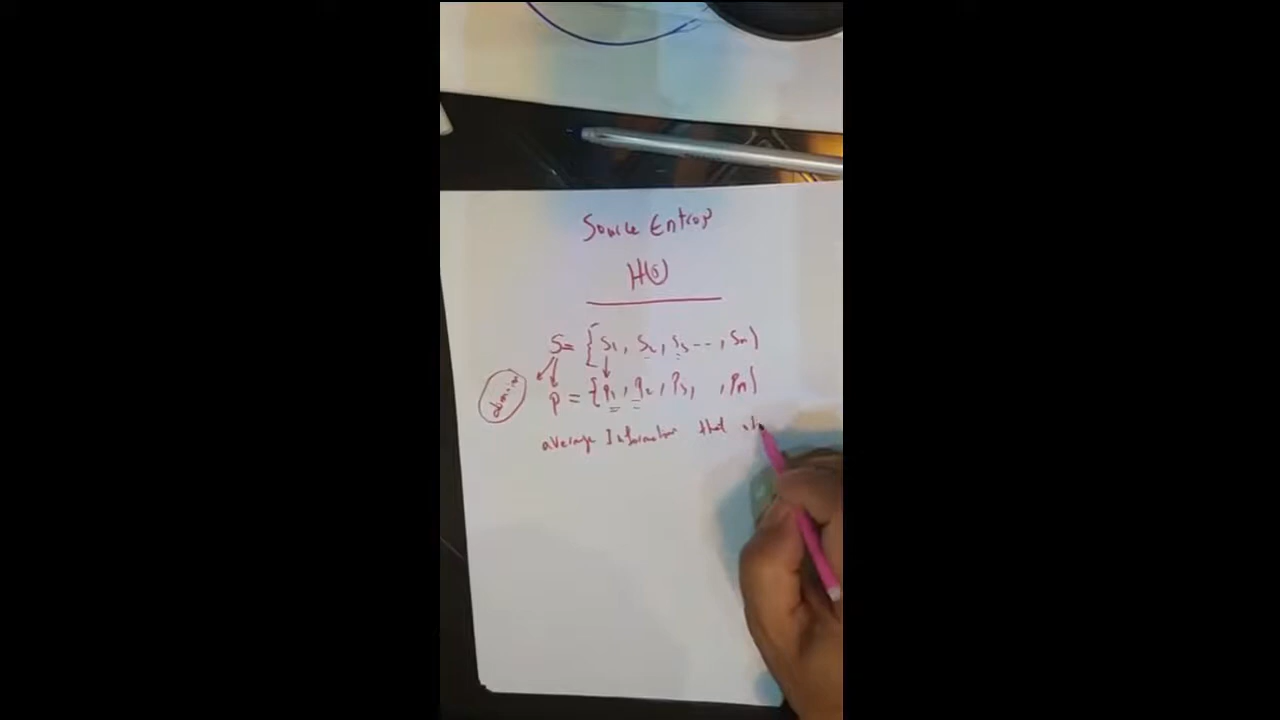 Source Entropy
H(s)
S = {s1, s2, s3 --, sn}
P = {p1, p2, p3, , pn}
average Information that